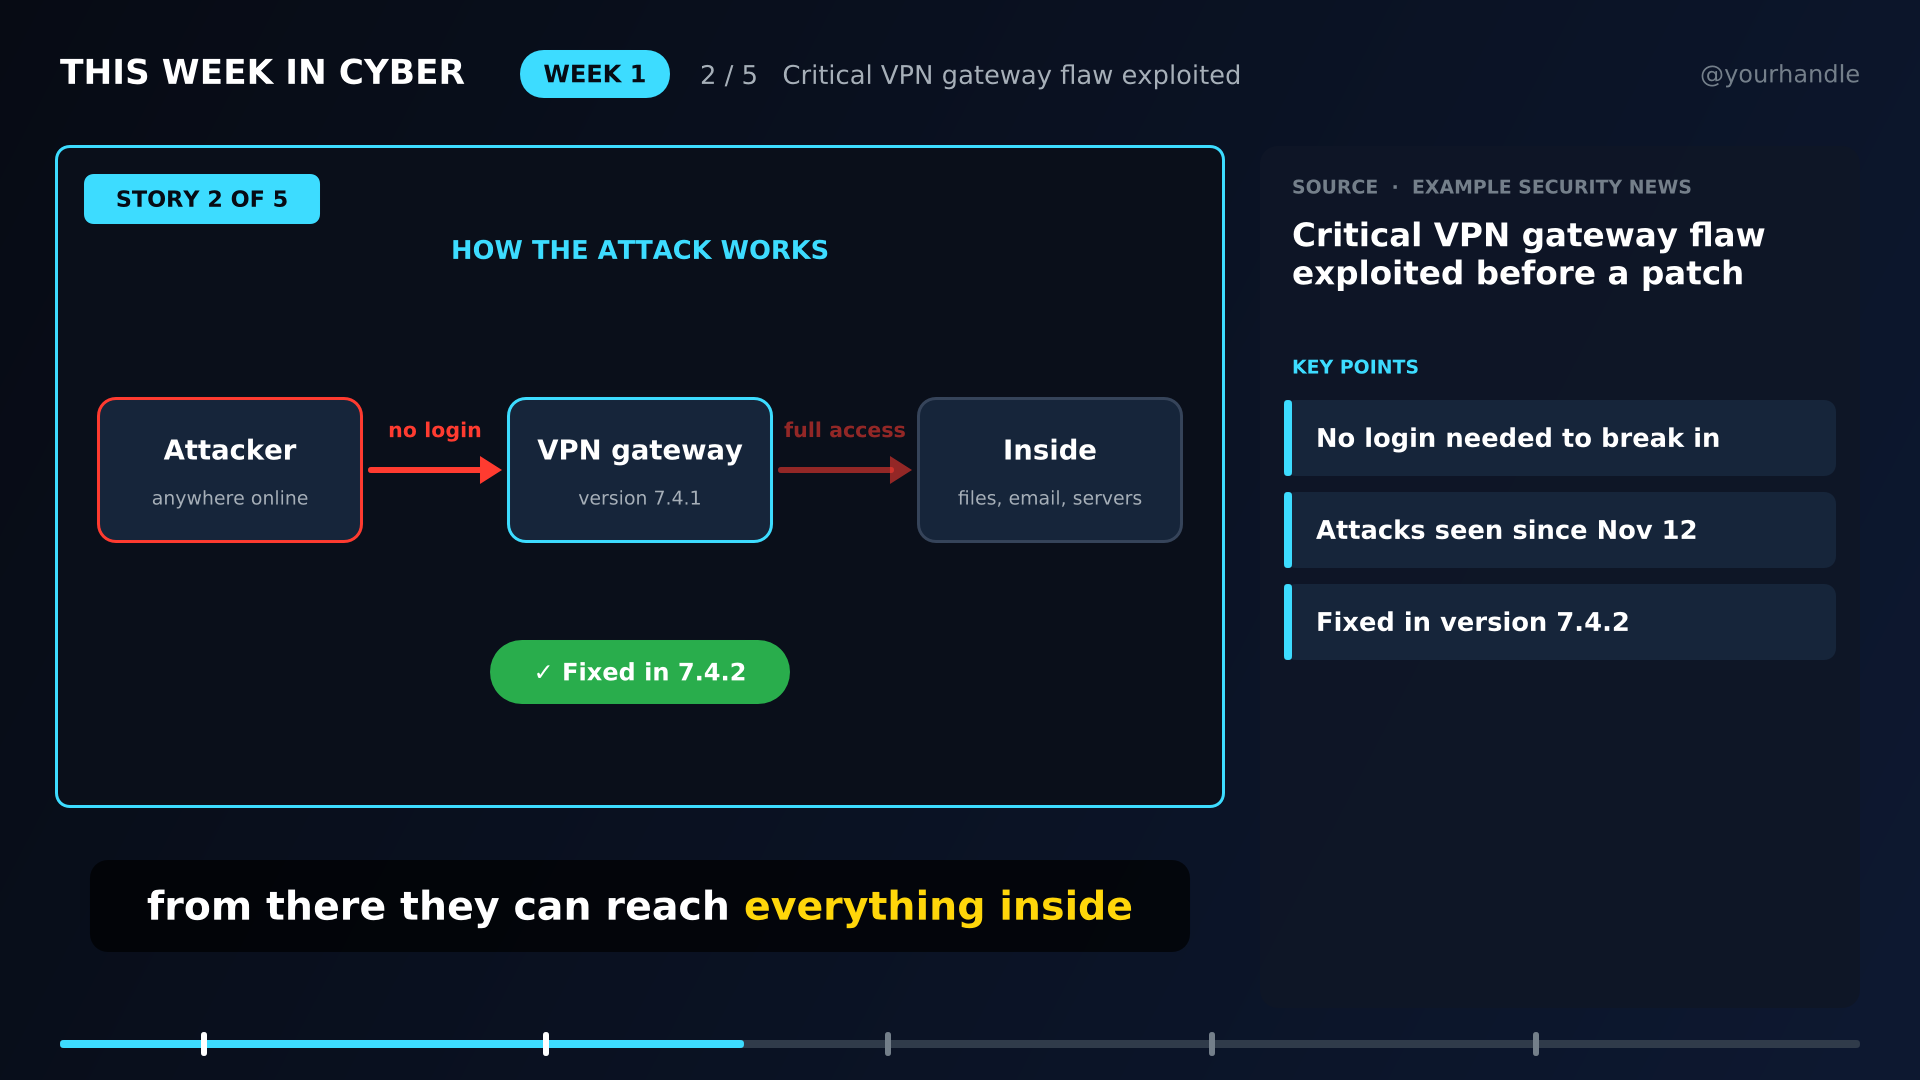 THIS WEEK IN CYBER
WEEK 1
2 / 5 Critical VPN gateway flaw exploited
@yourhandle
STORY 2 OF 5
HOW THE ATTACK WORKS
Attacker
anywhere online
no login
VPN gateway
version 7.4.1
full access
Inside
files, email, servers
✓ Fixed in 7.4.2
from there they can reach everything inside
SOURCE · EXAMPLE SECURITY NEWS
Critical VPN gateway flaw
exploited before a patch
KEY POINTS
No login needed to break in
Attacks seen since Nov 12
Fixed in version 7.4.2